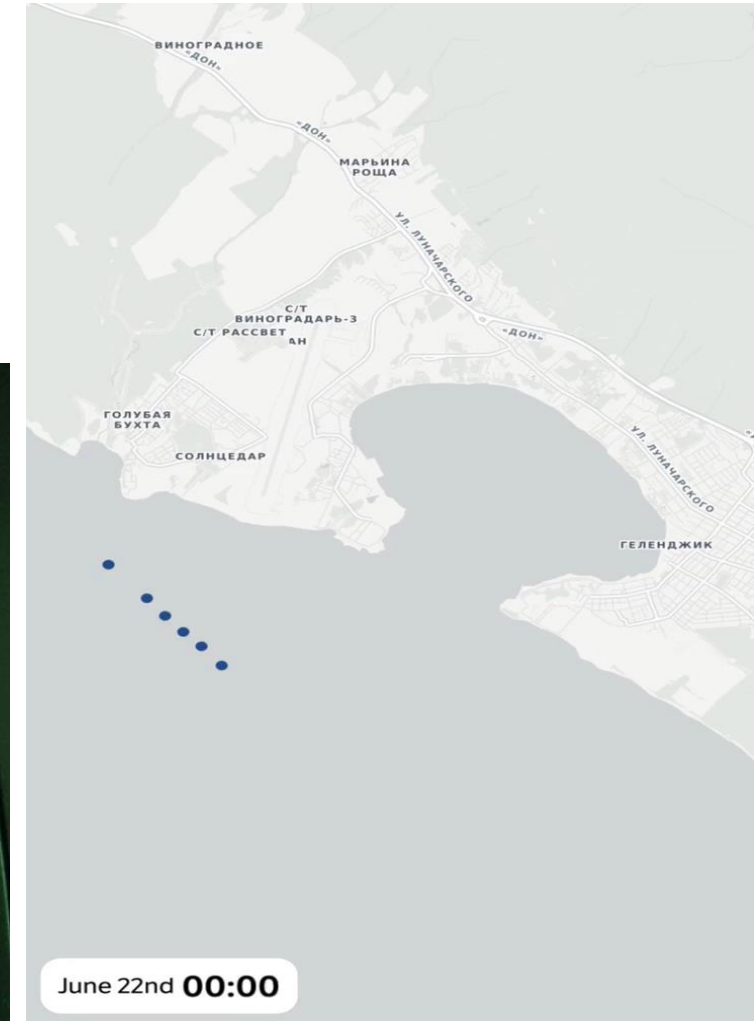 ВИНОГРАДНОЕ
«ДОН»
«ДОН»
МАРЬИНА
РОЩА
УЛ. ЛУНАЧАРСКОГО
С/Т
ВИНОГРАДАРЬ-3
С/Т РАССВЕТ
АН
«ДОН»
ГОЛУБАЯ
БУХТА
СОЛНЦЕДАР
УЛ. ЛУНАЧАРСКОГО
ГЕЛЕНДЖИК
June 22nd 00:00